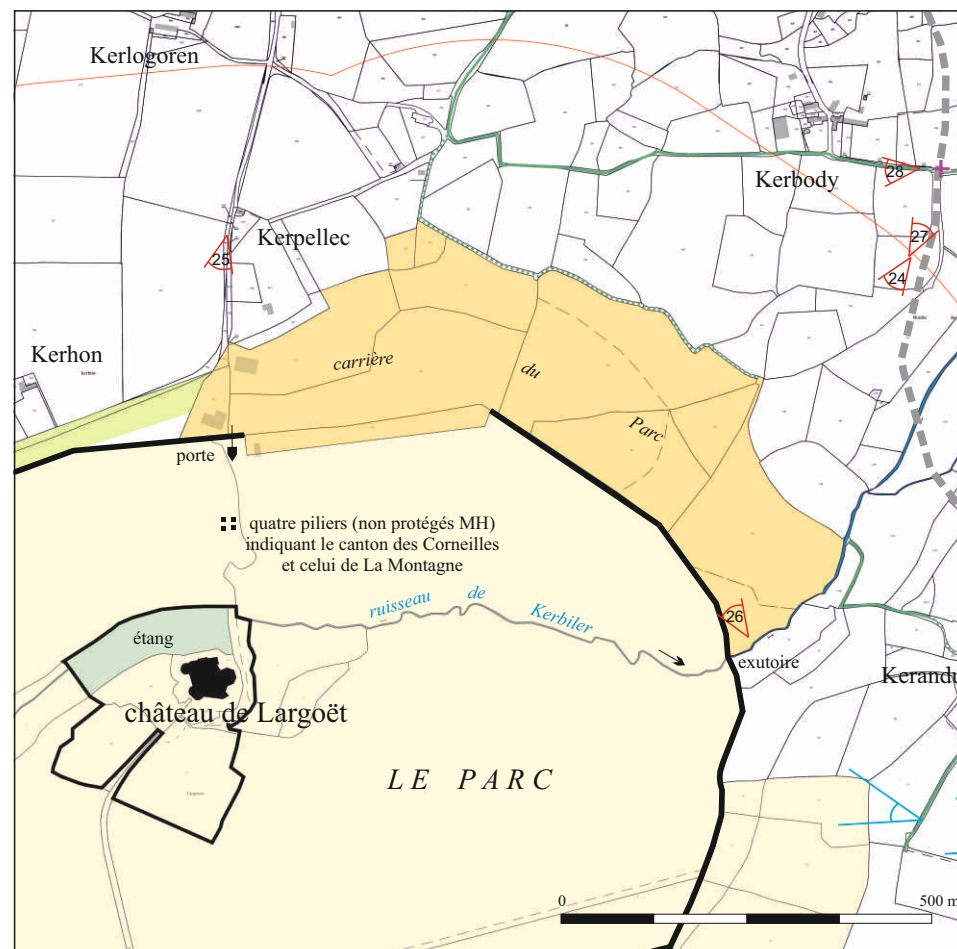 Kerlogoren
Kerbody
28
27
24
Kerpellec
25
Kerhon
carrière
du
Parc
porte
quatre piliers (non protégés MH)
indiquant le canton des Corneilles
et celui de La Montagne
ruisseau de Kerbiler
26
étang
exutoire
Kerandu
château de Largoët
LE PARC
0
500 m